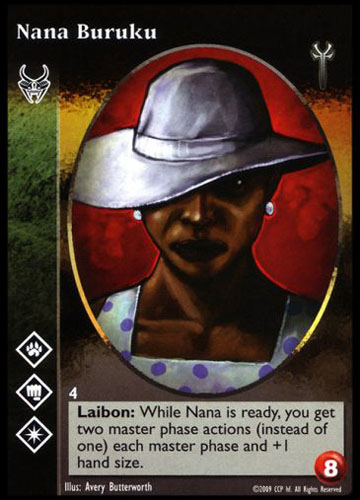 Nana Buruku
4
Laibon: While Nana is ready, you get
two master phase actions (instead of
one) each master phase and +1
hand size.
8
Illus: Avery Butterworth
©2009 CCP hf. All Rights Reserved